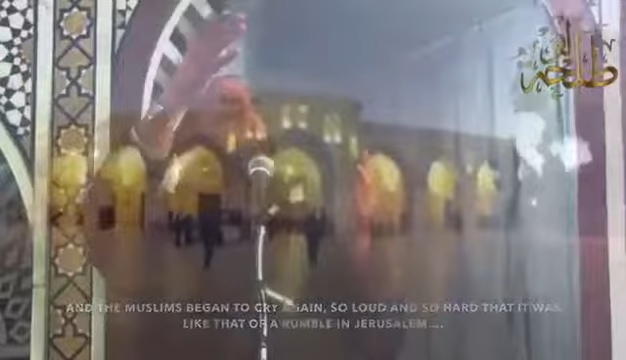 AND THE MUSLIMS BEGAN TO CRY AGAIN, SO LOUD AND SO HARD THAT IT WAS
LIKE THAT OF A RUMBLE IN JERUSALEM....